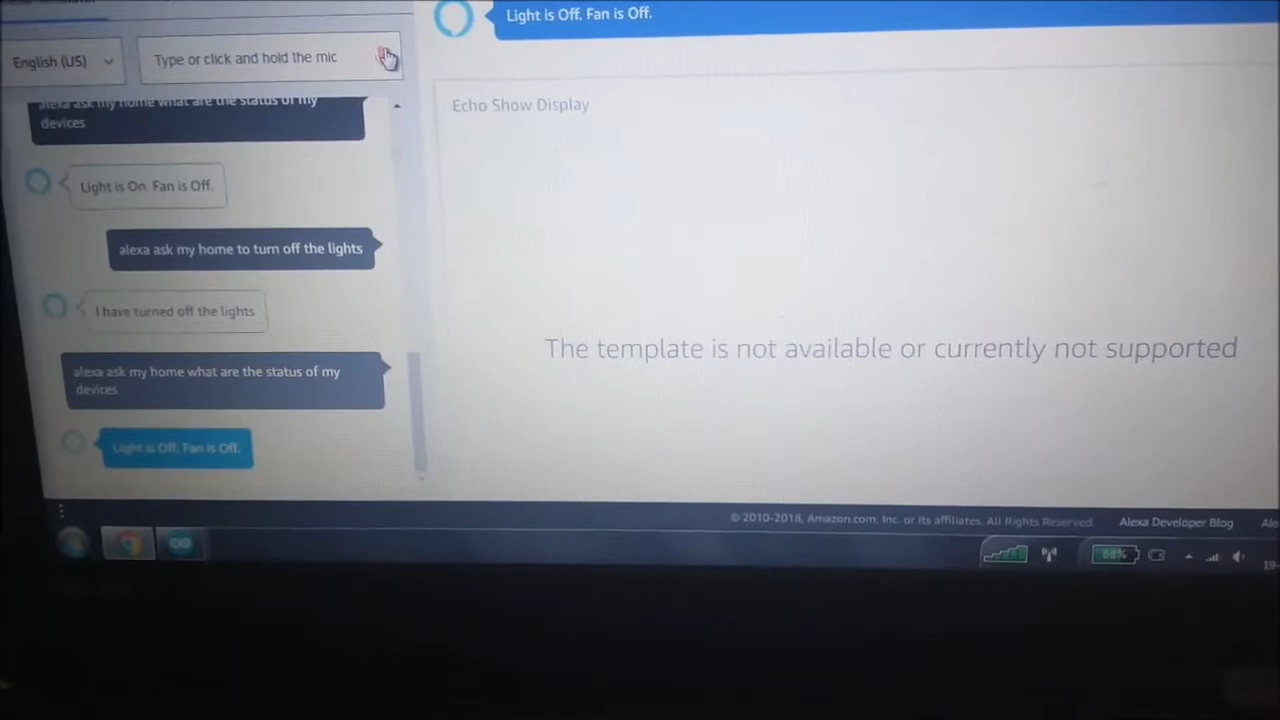 Light is Off. Fan is Off.
English (US)
Type or click and hold the mic
Echo Show Display
alexa ask my home what are the status of my
devices
Light is On. Fan is Off.
alexa ask my home to turn off the lights
I have turned off the lights
The template is not available or currently not supported
alexa ask my home what are the status of my
devices
Light is Off. Fan is Off.
© 2010-2018, Amazon.com, Inc. or its affiliates. All Rights Reserved.
Alexa Developer Blog
68%